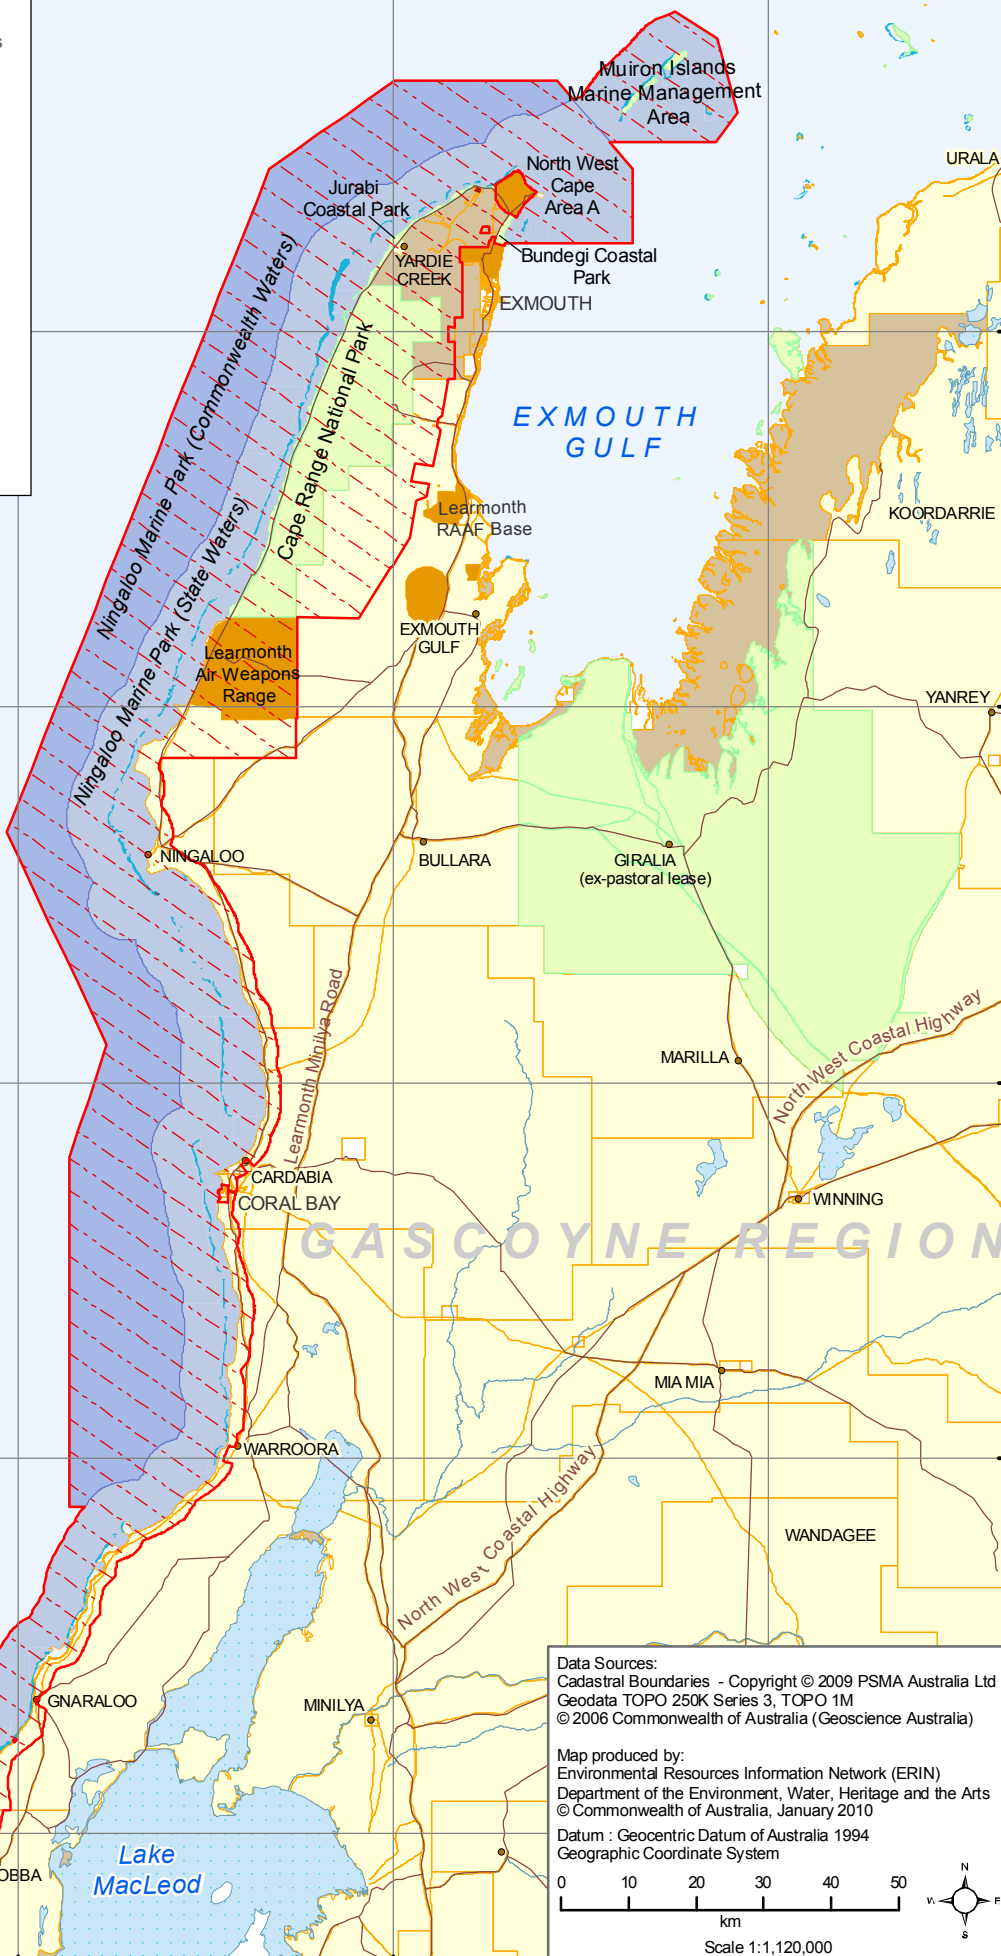 s
Muiron Islands
Marine Management
Area
URALA
North West
Cape
Area A
Jurabi
Coastal Park
YARDIE
CREEK
Bundegi Coastal
Park
EXMOUTH
Ningaloo Marine Park (Commonwealth Waters)
Ningaloo Marine Park (State Waters)
Cape Range National Park
EXMOUTH
GULF
Learmonth
RAAF Base
KOORDARRIE
EXMOUTH
GULF
Learmonth
Air Weapons
Range
YANREY
NINGALOO
BULLARA
GIRALIA
(ex-pastoral lease)
Learmonth Minilya Road
North West Coastal Highway
MARILLA
CARDABIA
CORAL BAY
WINNING
GASCOYNE REGION
MIA MIA
WARROORA
North West Coastal Highway
WANDAGEE
GNARALOO
MINILYA
Lake
MacLeod
OBBA
Data Sources:
Cadastral Boundaries - Copyright © 2009 PSMA Australia Ltd
Geodata TOPO 250K Series 3, TOPO 1M
© 2006 Commonwealth of Australia (Geoscience Australia)
Map produced by:
Environmental Resources Information Network (ERIN)
Department of the Environment, Water, Heritage and the Arts
© Commonwealth of Australia, January 2010
Datum : Geocentric Datum of Australia 1994
Geographic Coordinate System
0 10 20 30 40 50
km
Scale 1:1,120,000
N
W E
S